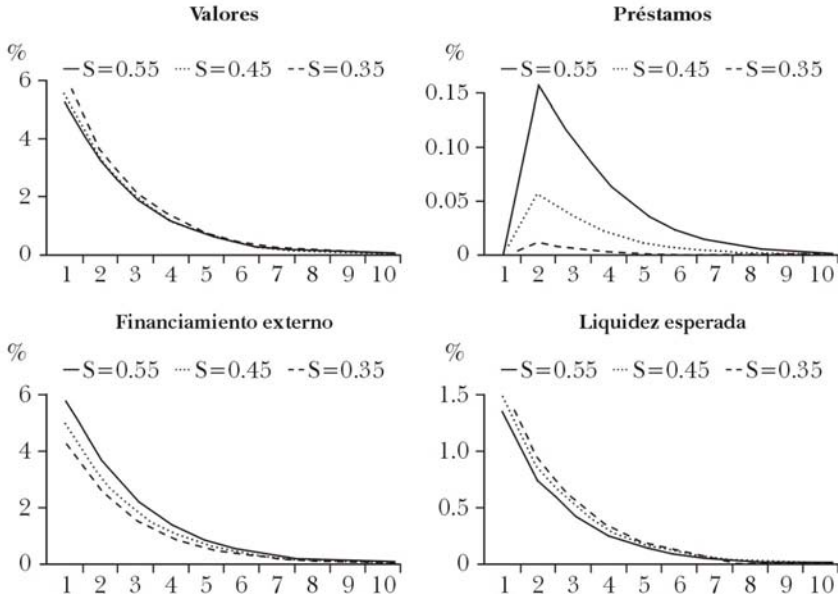 Valores
%
—S=0.55 ····S=0.45 --S=0.35
6
4
2
0
1 2 3 4 5 6 7 8 9 10
Préstamos
%
—S=0.55 ····S=0.45 --S=0.35
0.15
0.10
0.05
0
1 2 3 4 5 6 7 8 9 10
Financiamiento externo
%
—S=0.55 ····S=0.45 --S=0.35
6
4
2
0
1 2 3 4 5 6 7 8 9 10
Liquidez esperada
%
—S=0.55 ····S=0.45 --S=0.35
1.5
1.0
0.5
0
1 2 3 4 5 6 7 8 9 10